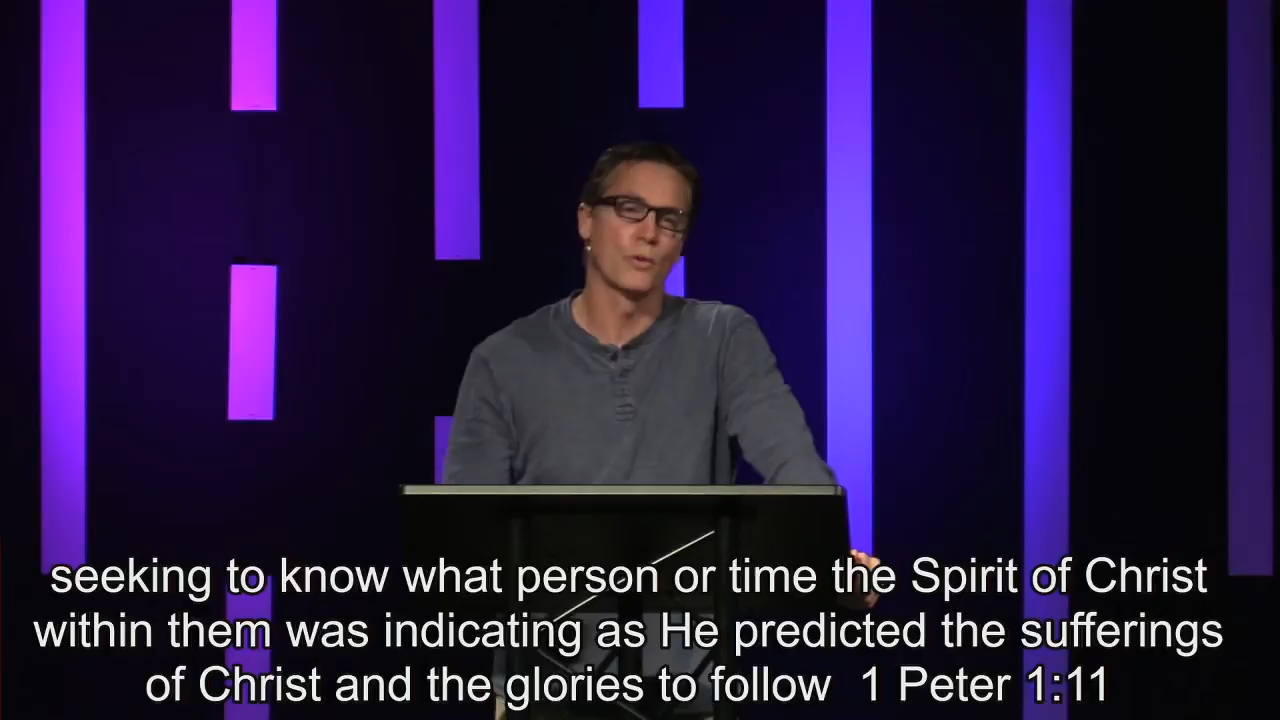 seeking to know what person or time the Spirit of Christ
within them was indicating as He predicted the sufferings
of Christ and the glories to follow  1 Peter 1:11